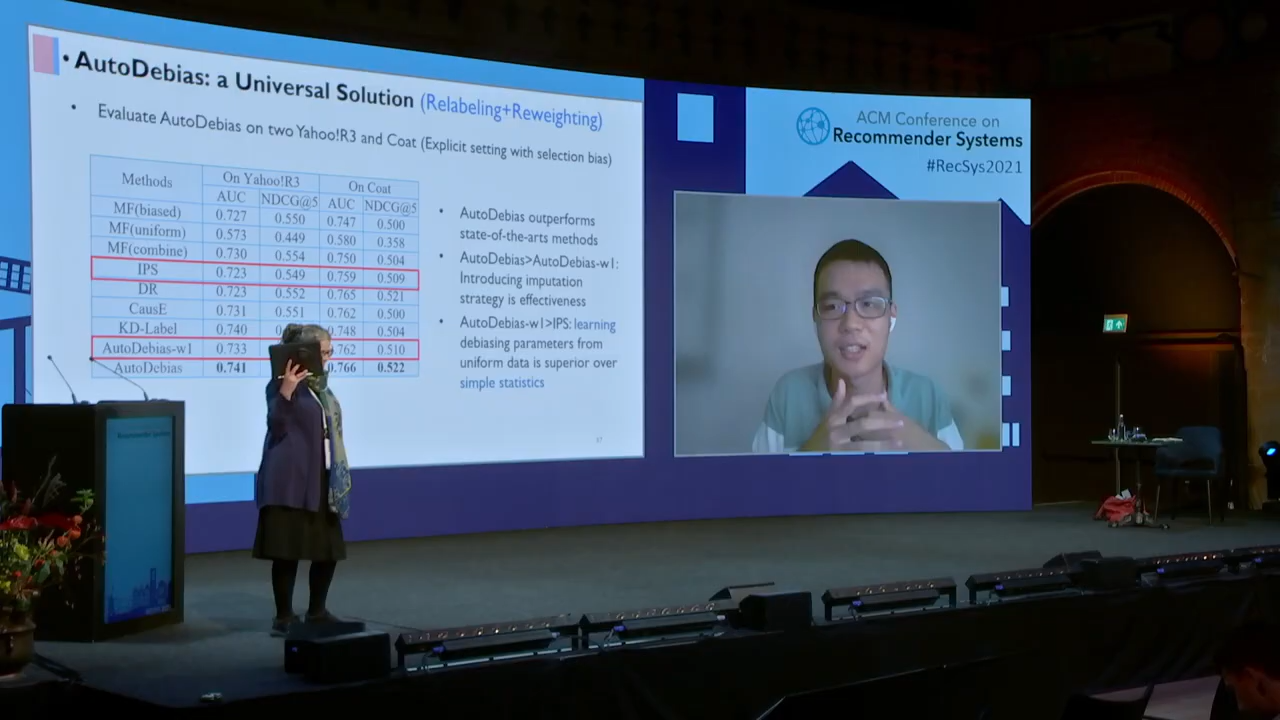 • AutoDebias: a Universal Solution (Relabeling+Reweighting)
• Evaluate AutoDebias on two Yahoo!R3 and Coat (Explicit setting with selection bias)
Methods On Yahoo!R3 On Coat
AUC NDCG@5 AUC NDCG@5
MF(biased) 0.727 0.550 0.747 0.500
MF(uniform) 0.573 0.449 0.580 0.358
MF(combine) 0.730 0.554 0.750 0.504
IPS 0.723 0.549 0.759 0.509
DR 0.723 0.552 0.765 0.521
CausE 0.731 0.551 0.762 0.500
KD-Label 0.740 0.748 0.504
AutoDebias-w1 0.733 0.762 0.510
AutoDebias 0.741 0.766 0.522
• AutoDebias outperforms
state-of-the-arts methods
• AutoDebias>AutoDebias-w1:
Introducing imputation
strategy is effectiveness
• AutoDebias-w1>IPS: learning
debiasing parameters from
uniform data is superior over
simple statistics
17
ACM Conference on
Recommender Systems
#RecSys2021
Recommender Systems